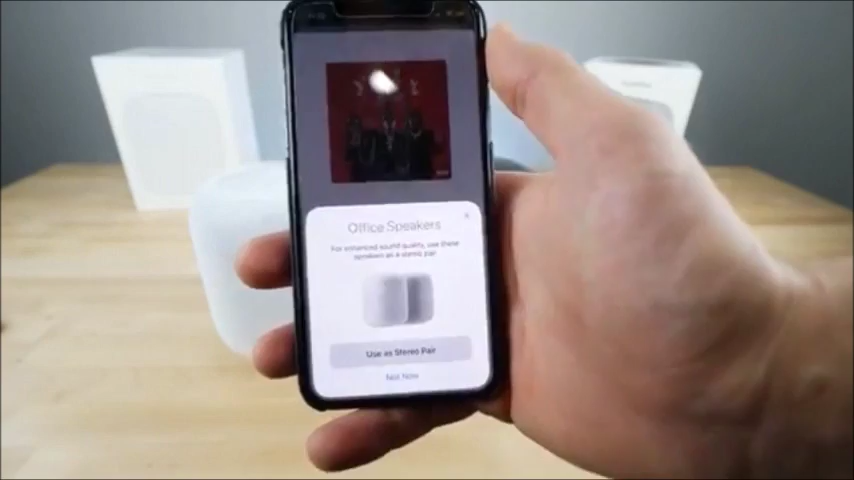 Office Speakers
For enhanced sound quality, use these
speakers as a stereo pair
Use as Stereo Pair
Not Now